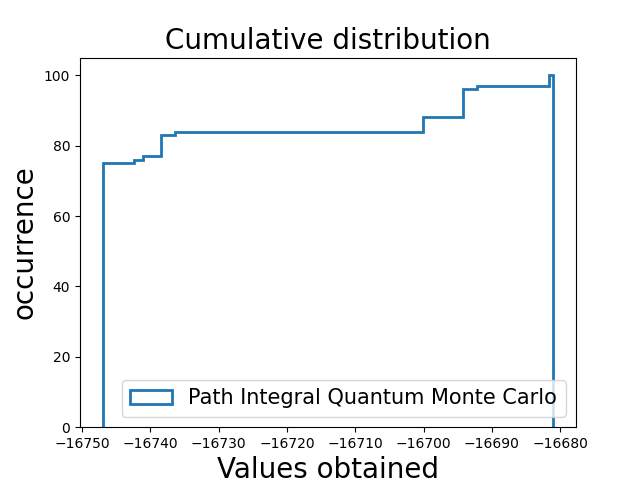 Cumulative distribution
100
80
60
40
20
0
occurrence
Path Integral Quantum Monte Carlo
−16750 −16740 −16730 −16720 −16710 −16700 −16690 −16680
Values obtained